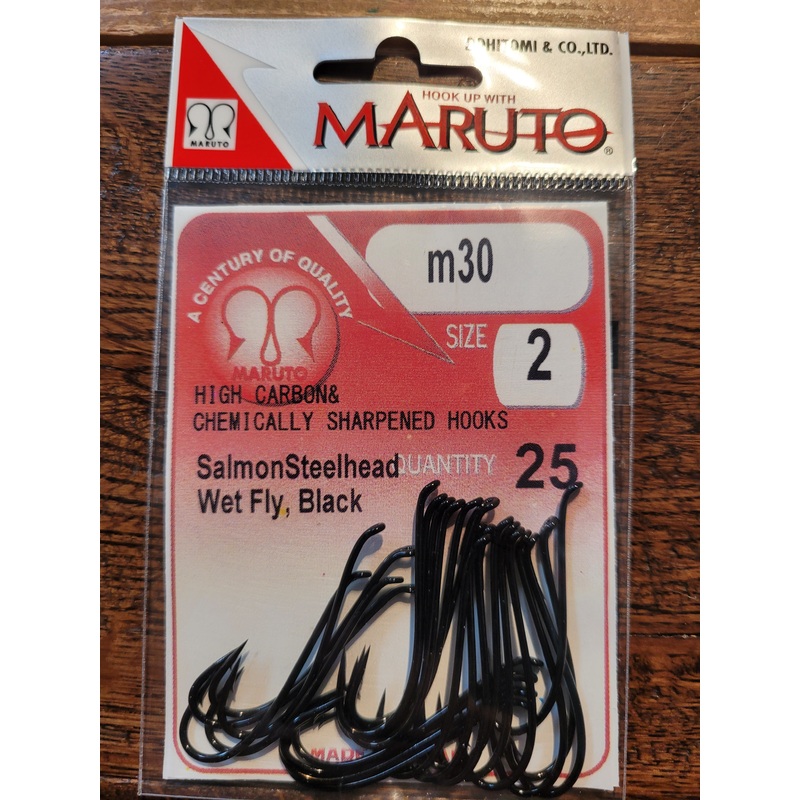 & CO.,LTD.
HOOK UP WITH
MARUTO®
MARUTO
A CENTURY OF QUALITY
MARUTO
m30
SIZE 2
HIGH CARBON&
CHEMICALLY SHARPENED HOOKS
SalmonSteelhead
Wet Fly, Black
QUANTITY 25